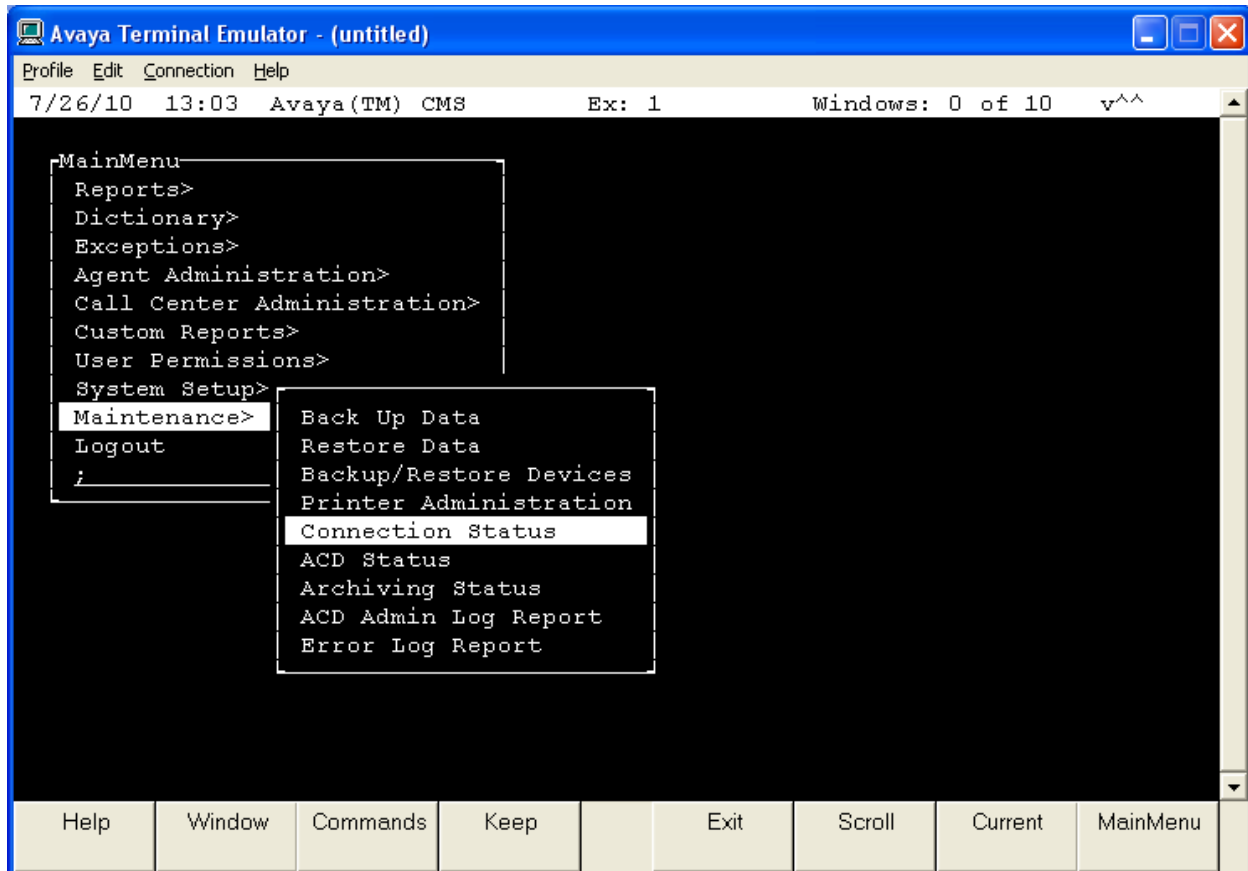 Avaya Terminal Emulator - (untitled)
Profile Edit Connection Help
7/26/10 13:03 Avaya(TM) CMS Ex: 1 Windows: 0 of 10 v^^
MainMenu
Reports>
Dictionary>
Exceptions>
Agent Administration>
Call Center Administration>
Custom Reports>
User Permissions>
System Setup>
Maintenance>
Logout
;
Back Up Data
Restore Data
Backup/Restore Devices
Printer Administration
Connection Status
ACD Status
Archiving Status
ACD Admin Log Report
Error Log Report
Help Window Commands Keep Exit Scroll Current MainMenu